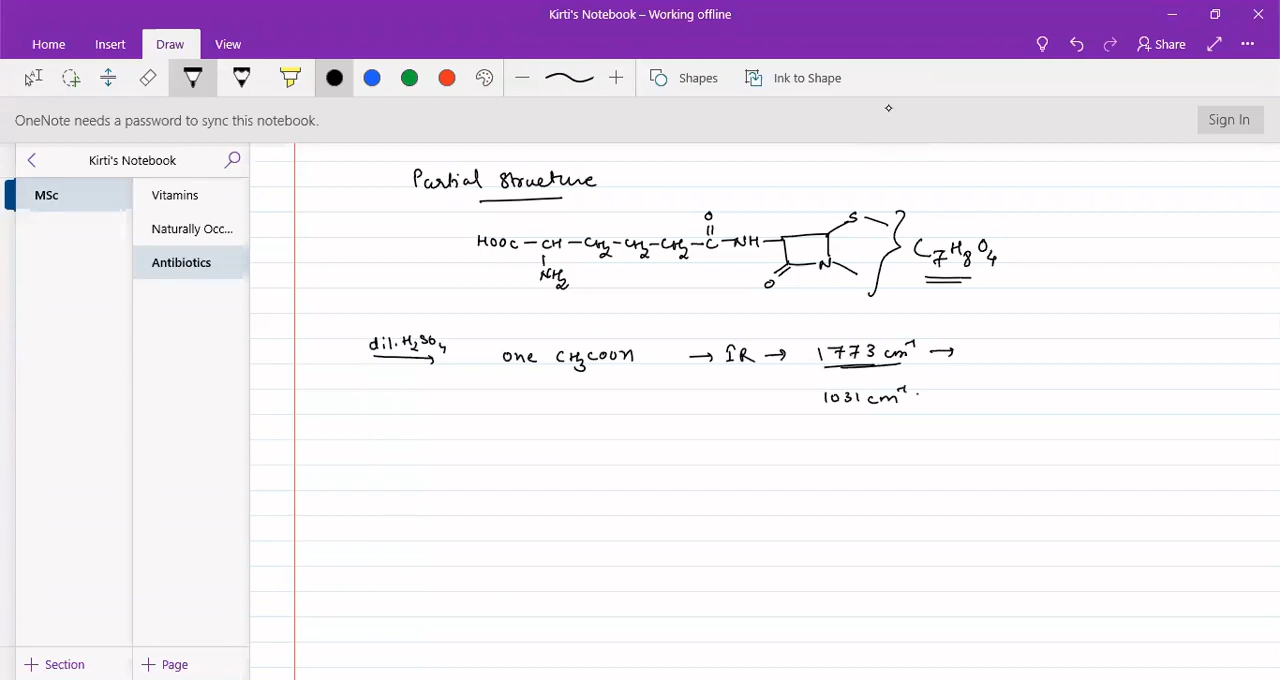 Kirti's Notebook – Working offline
Home Insert Draw View
Share
Shapes Ink to Shape
OneNote needs a password to sync this notebook. Sign In
Kirti's Notebook
MSc
Vitamins
Naturally Occ...
Antibiotics
Partial Structure
HOOC – CH – CH2 – CH2 – CH2 – C – NH
O
NH2
S
N
O
C7H8O4
dil. H2SO4 → one CH3COOH → IR → 1773 cm⁻¹ →
1031 cm⁻¹
+ Section + Page